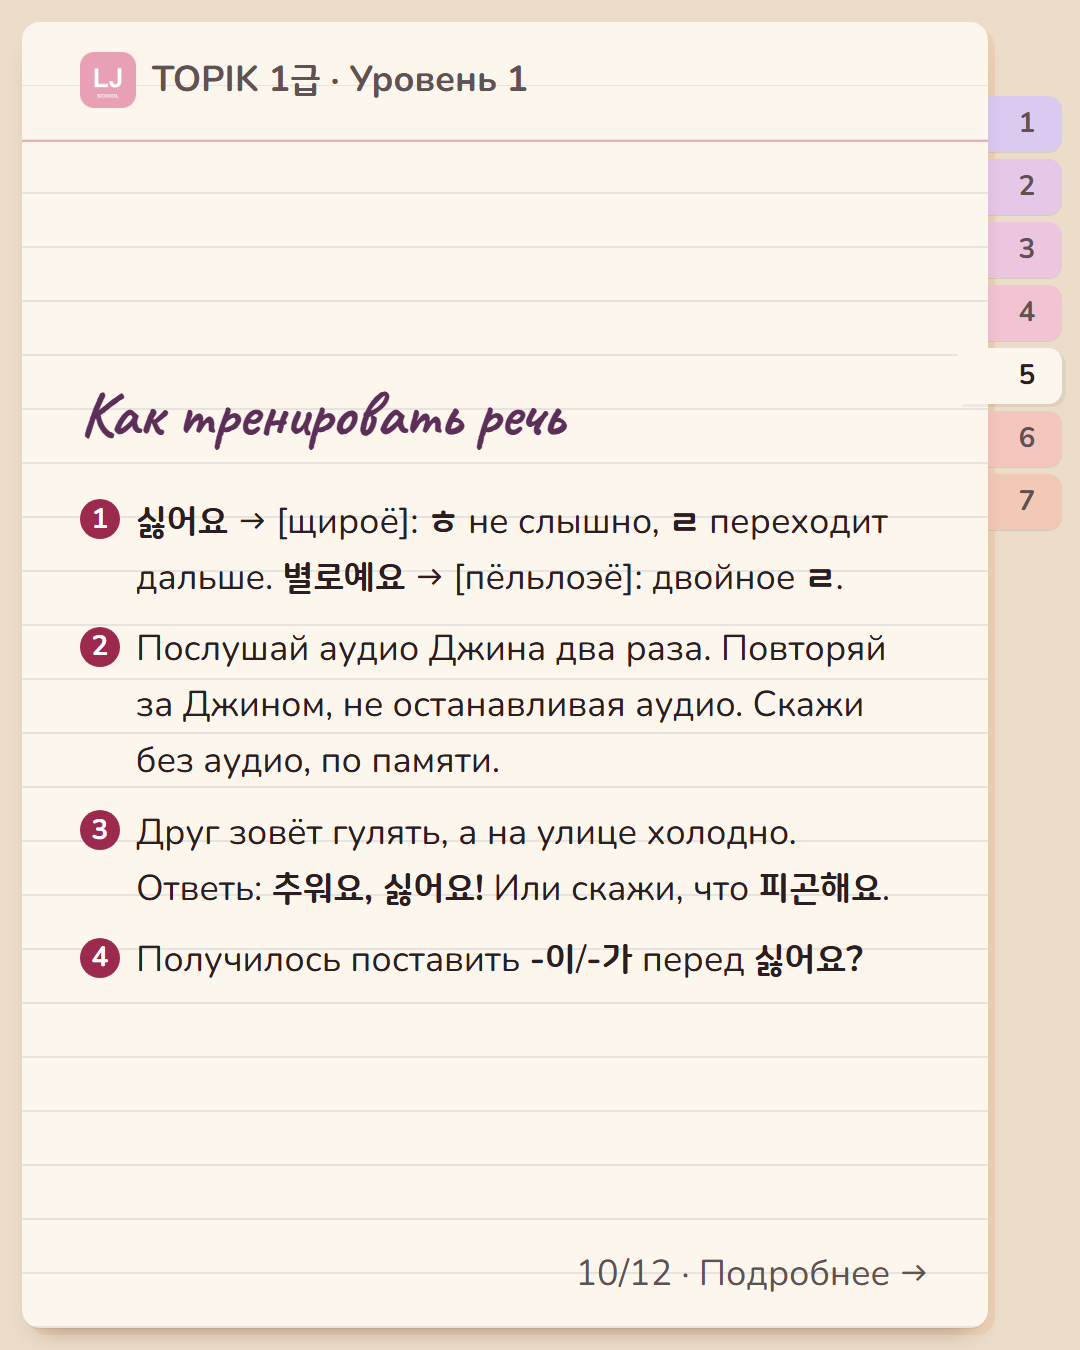 LJ
SCHOOL
TOPIK 1급 · Уровень 1
1
2
3
4
5
6
7
Как тренировать речь
1 싫어요 → [щироё]: ㅎ не слышно, ㄹ переходит
дальше. 별로예요 → [пёльлоэё]: двойное ㄹ.
2 Послушай аудио Джина два раза. Повторяй
за Джином, не останавливая аудио. Скажи
без аудио, по памяти.
3 Друг зовёт гулять, а на улице холодно.
Ответь: 추워요, 싫어요! Или скажи, что 피곤해요.
4 Получилось поставить -이/-가 перед 싫어요?
10/12 · Подробнее →